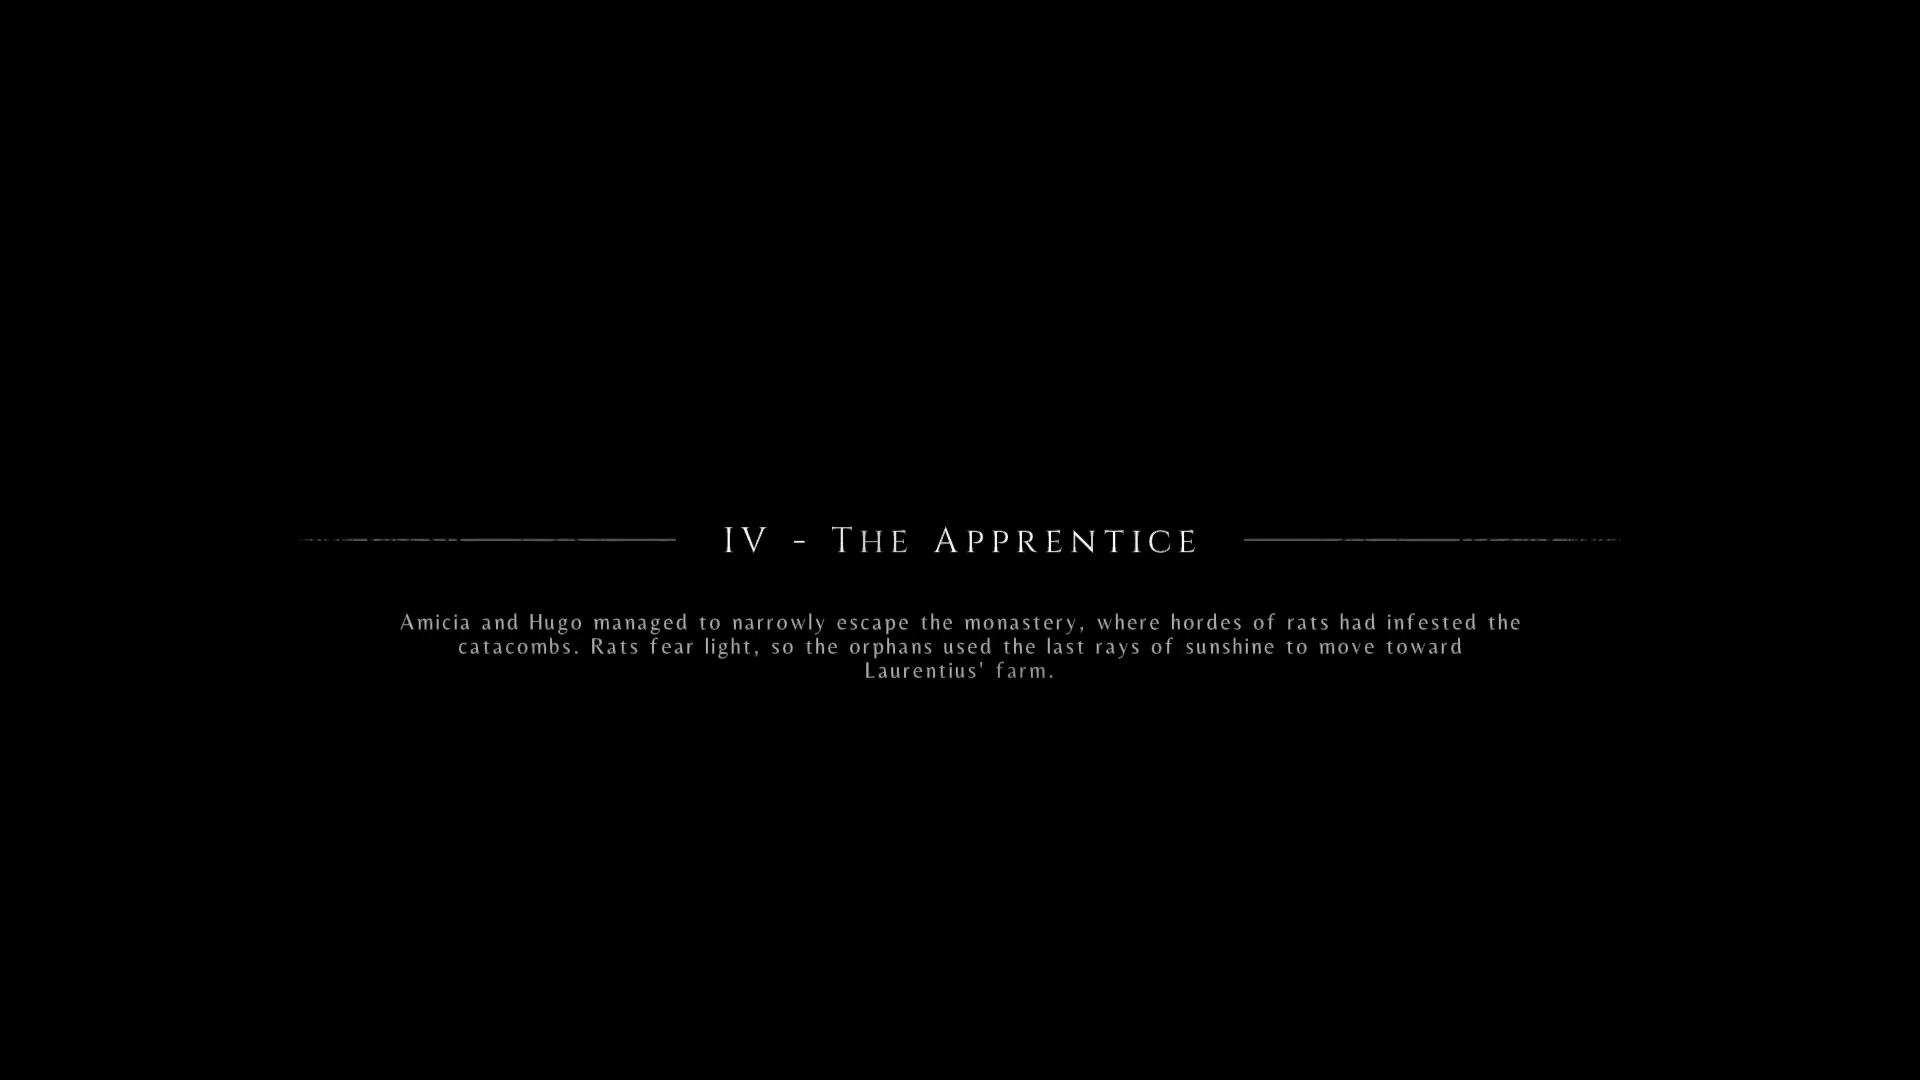 IV - The Apprentice
Amicia and Hugo managed to narrowly escape the monastery, where hordes of rats had infested the
catacombs. Rats fear light, so the orphans used the last rays of sunshine to move toward
Laurentius' farm.